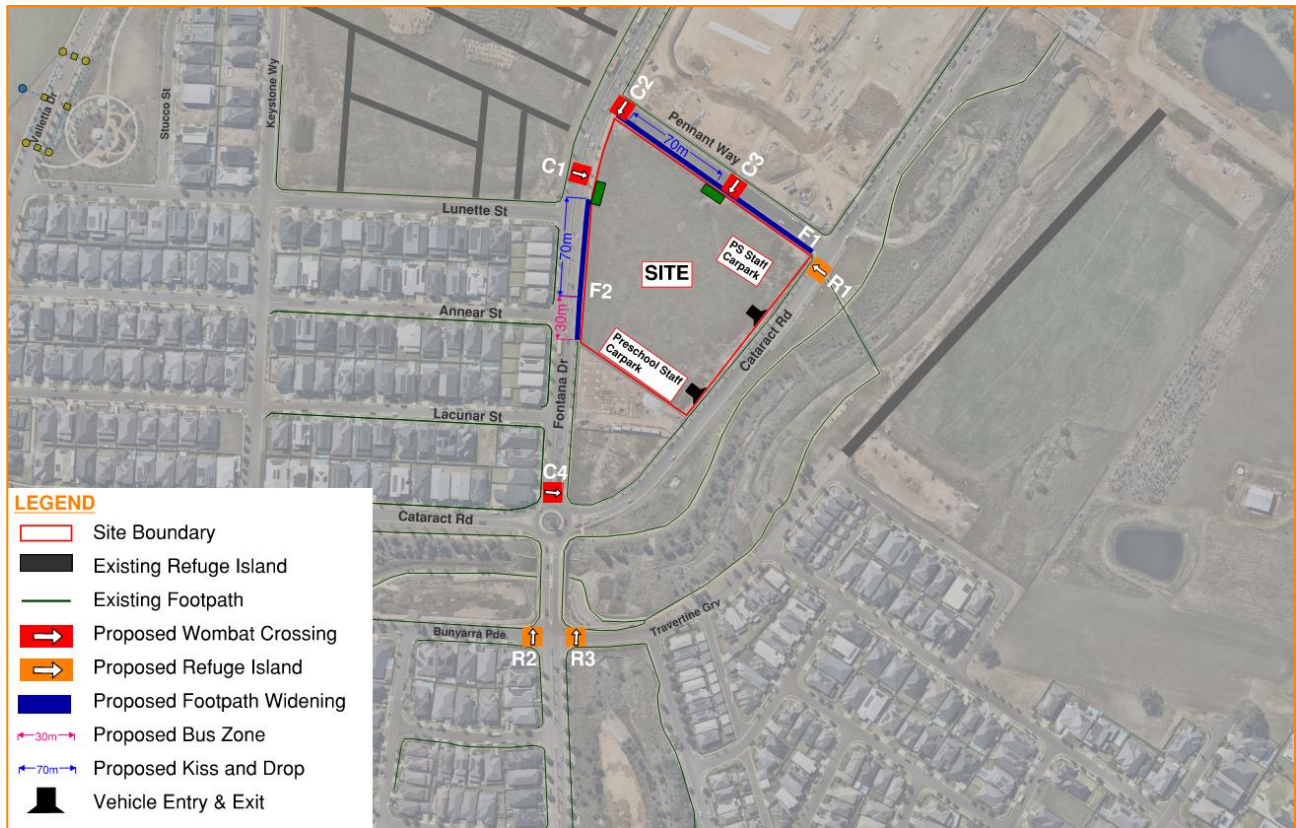 C2
Pennant Way
70m
C3
C1
Keystone Wy
Stucco St
Valletta Dr
Lunette St
F1
PS Staff
Carpark
R1
SITE
70m
F2
Annear St
30m
Cataract Rd
Preschool Staff
Carpark
Fontana Dr
Lacunar St
C4
Cataract Rd
Travertine Grv
Bunyarra Pde
R2
R3
LEGEND
Site Boundary
Existing Refuge Island
Existing Footpath
Proposed Wombat Crossing
Proposed Refuge Island
Proposed Footpath Widening
30m Proposed Bus Zone
70m Proposed Kiss and Drop
Vehicle Entry & Exit